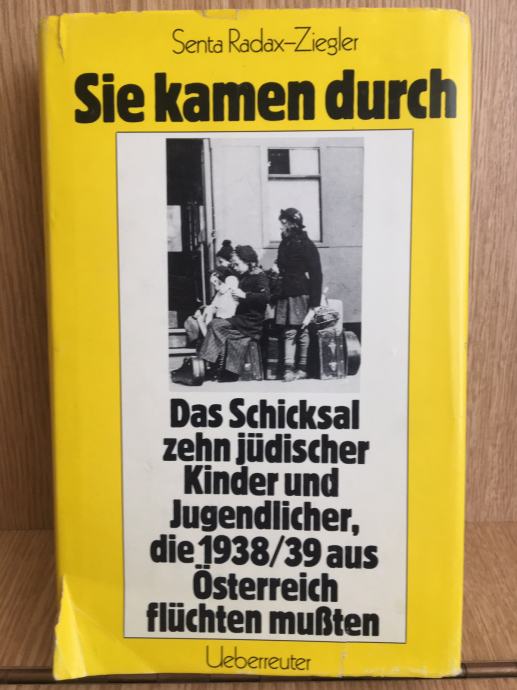 Senta Radax-Ziegler
Sie kamen durch
Das Schicksal
zehn jüdischer
Kinder und
Jugendlicher,
die 1938/39 aus
Österreich
flüchten mußten
Ueberreuter